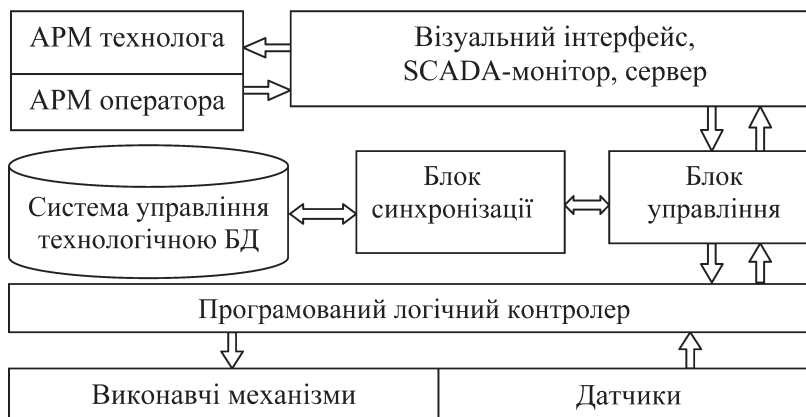 АРМ технолога
АРМ оператора
Візуальний інтерфейс,
SCADA-монітор, сервер
Система управління
технологічною БД
Блок
синхронізації
Блок
управління
Програмований логічний контролер
Виконавчі механізми
Датчики